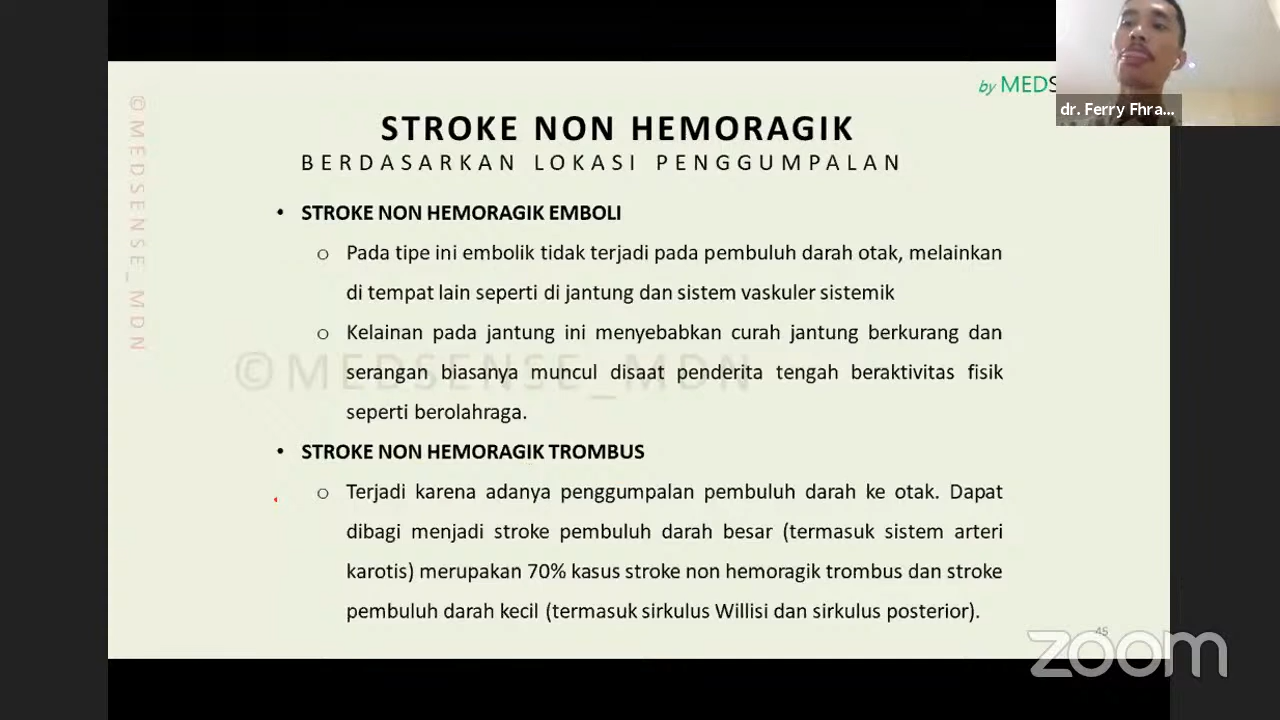 ©MEDSENSE_MDN
by MEDS
dr. Ferry Fhra...
STROKE NON HEMORAGIK
BERDASARKAN LOKASI PENGGUMPALAN
• STROKE NON HEMORAGIK EMBOLI
o Pada tipe ini embolik tidak terjadi pada pembuluh darah otak, melainkan
di tempat lain seperti di jantung dan sistem vaskuler sistemik
o Kelainan pada jantung ini menyebabkan curah jantung berkurang dan
serangan biasanya muncul disaat penderita tengah beraktivitas fisik
seperti berolahraga.
©MEDSENSE_MDN
• STROKE NON HEMORAGIK TROMBUS
o Terjadi karena adanya penggumpalan pembuluh darah ke otak. Dapat
dibagi menjadi stroke pembuluh darah besar (termasuk sistem arteri
karotis) merupakan 70% kasus stroke non hemoragik trombus dan stroke
pembuluh darah kecil (termasuk sirkulus Willisi dan sirkulus posterior).
45
zoom